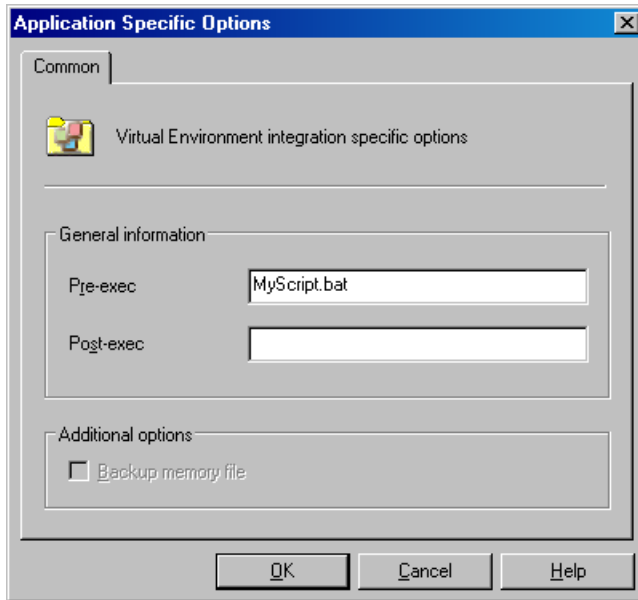 Application Specific Options
Common
Virtual Environment integration specific options
General information
Pre-exec
MyScript.bat
Post-exec
Additional options
Backup memory file
OK
Cancel
Help